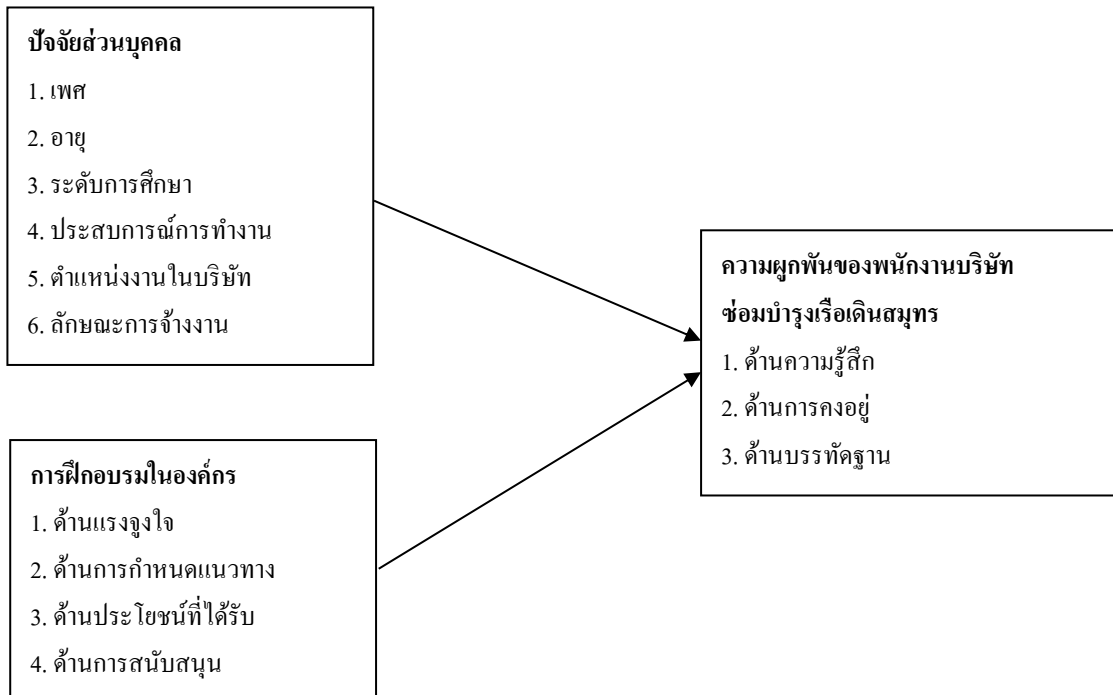 ปัจจัยส่วนบุคคล
1. เพศ
2. อายุ
3. ระดับการศึกษา
4. ประสบการณ์การทำงาน
5. ตำแหน่งงานในบริษัท
6. ลักษณะการจ้างงาน
ความผูกพันของพนักงานบริษัท
ซ่อมบำรุงเรือเดินสมุทร
1. ด้านความรู้สึก
2. ด้านการคงอยู่
3. ด้านบรรทัดฐาน
การฝึกอบรมในองค์กร
1. ด้านแรงจูงใจ
2. ด้านการกำหนดแนวทาง
3. ด้านประโยชน์ที่ได้รับ
4. ด้านการสนับสนุน